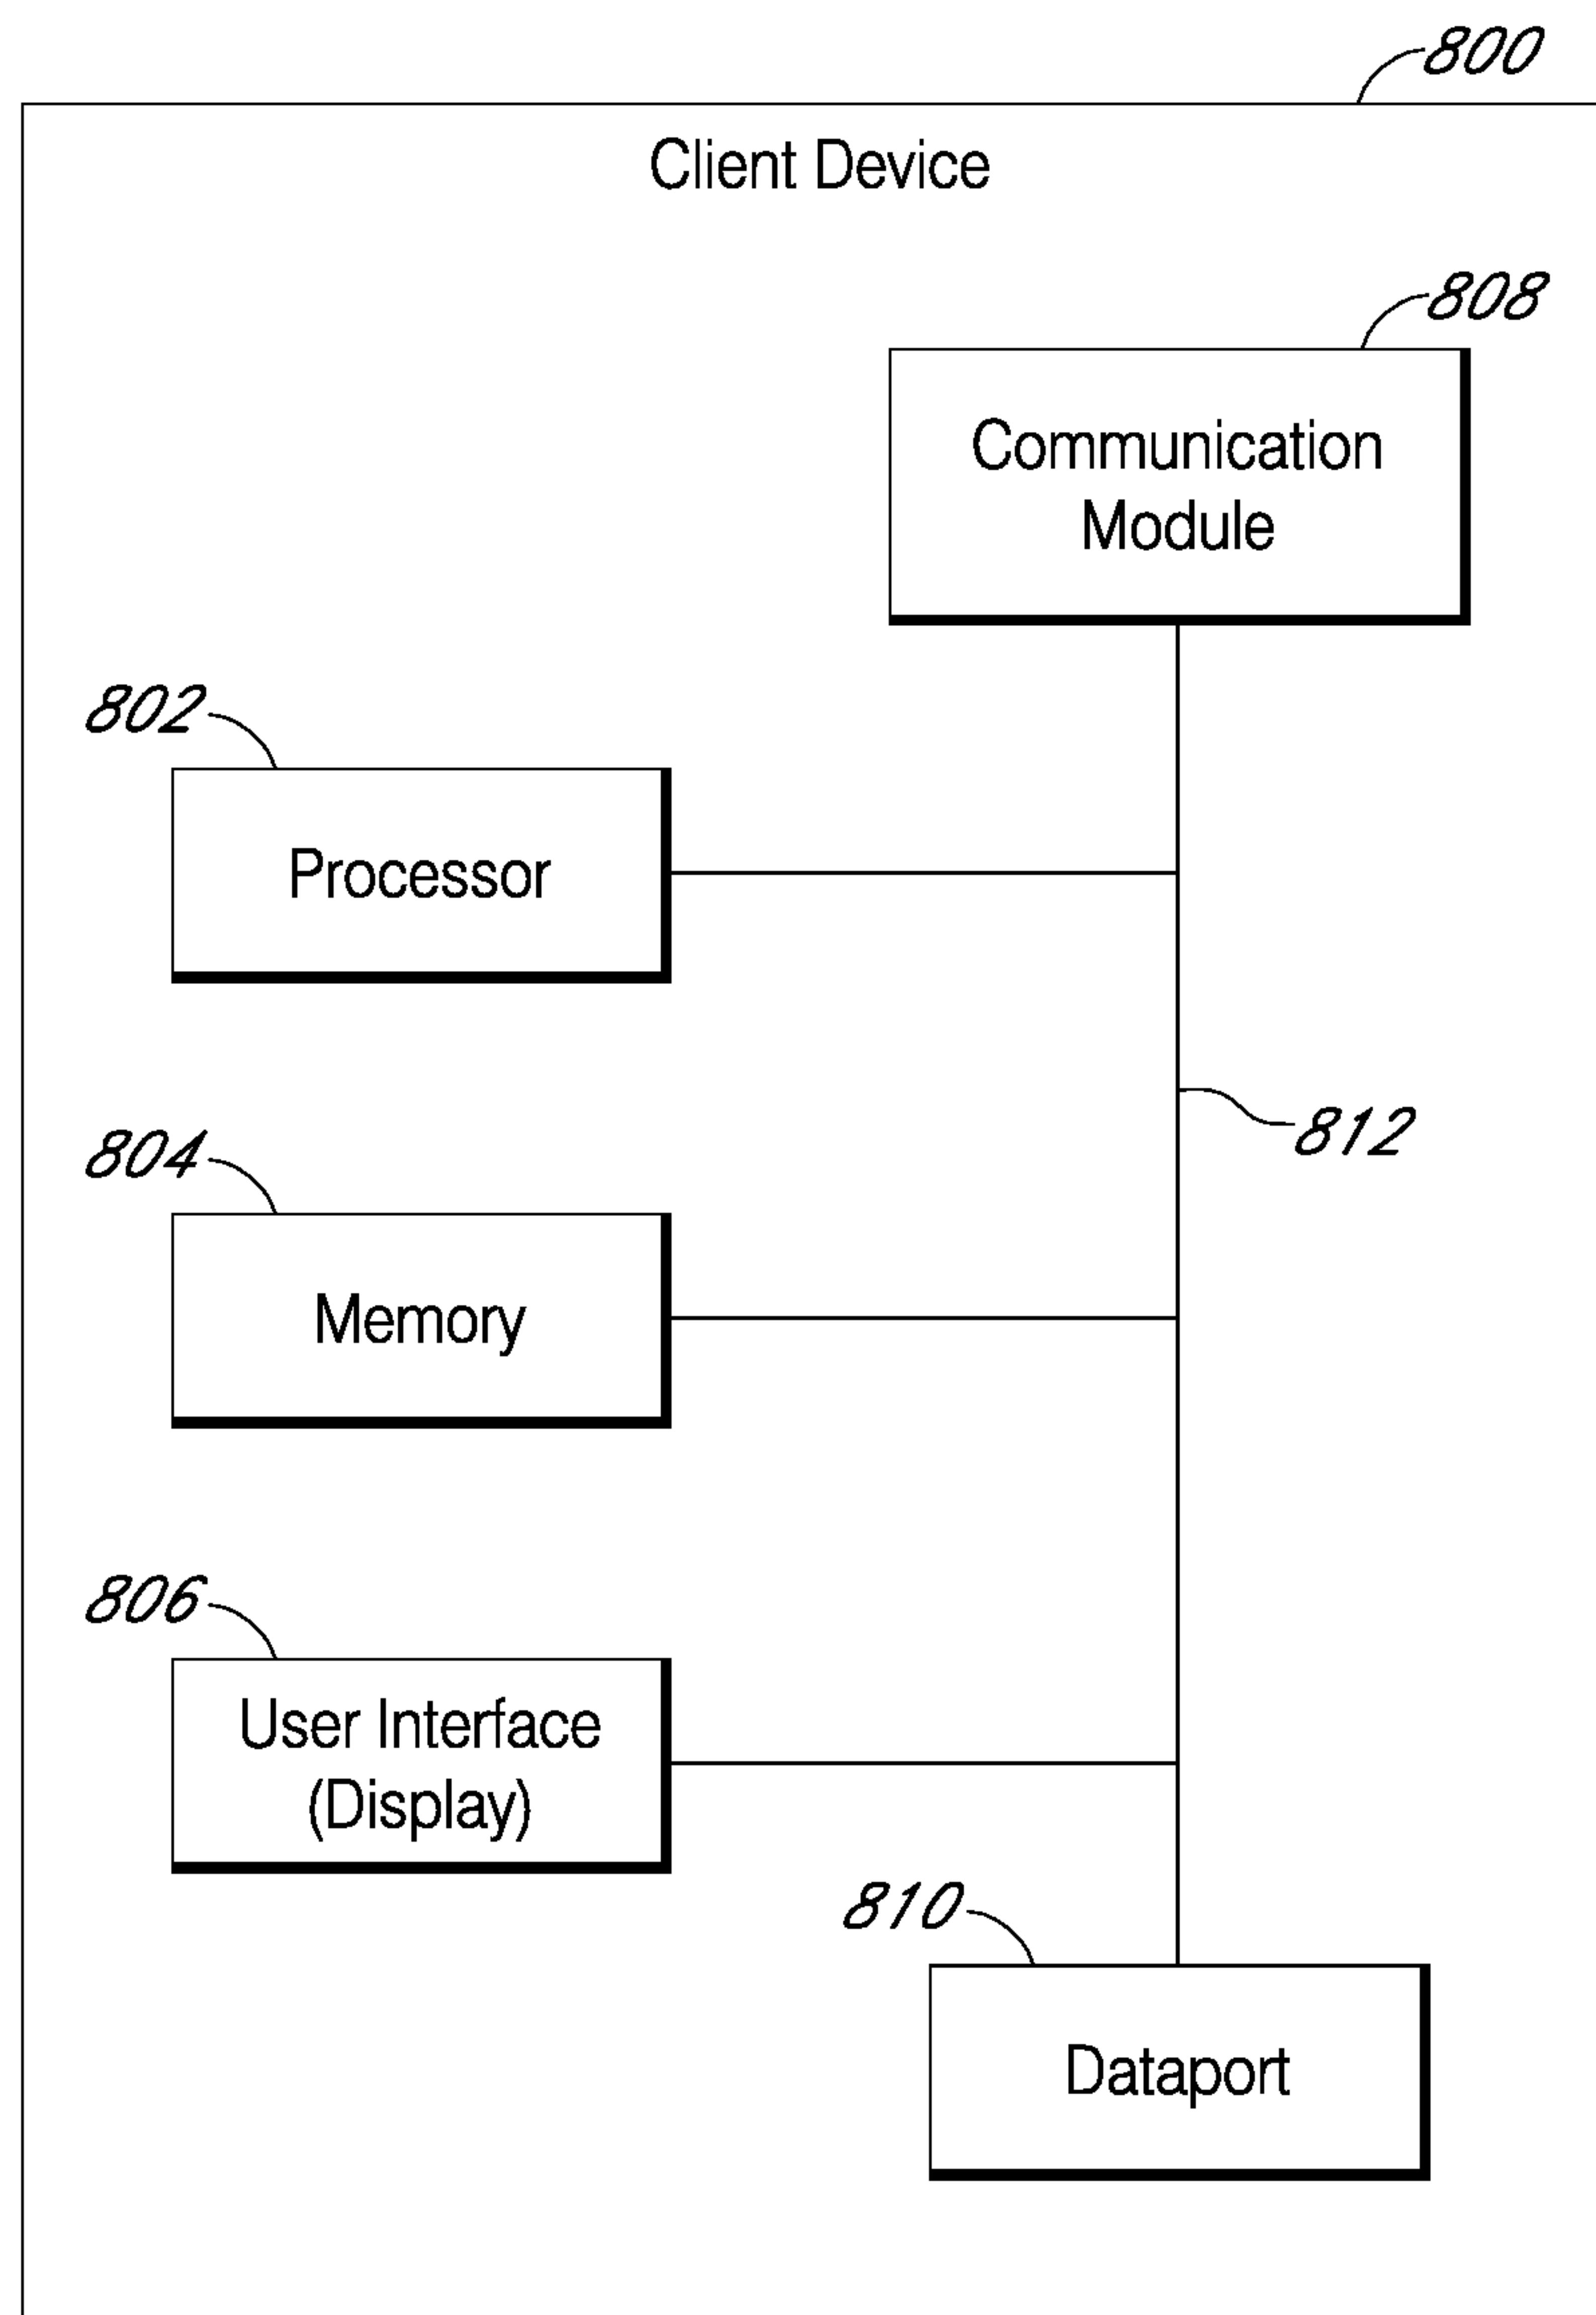 800
Client Device
808
Communication
Module
802
Processor
812
804
Memory
806
User Interface
(Display)
810
Dataport